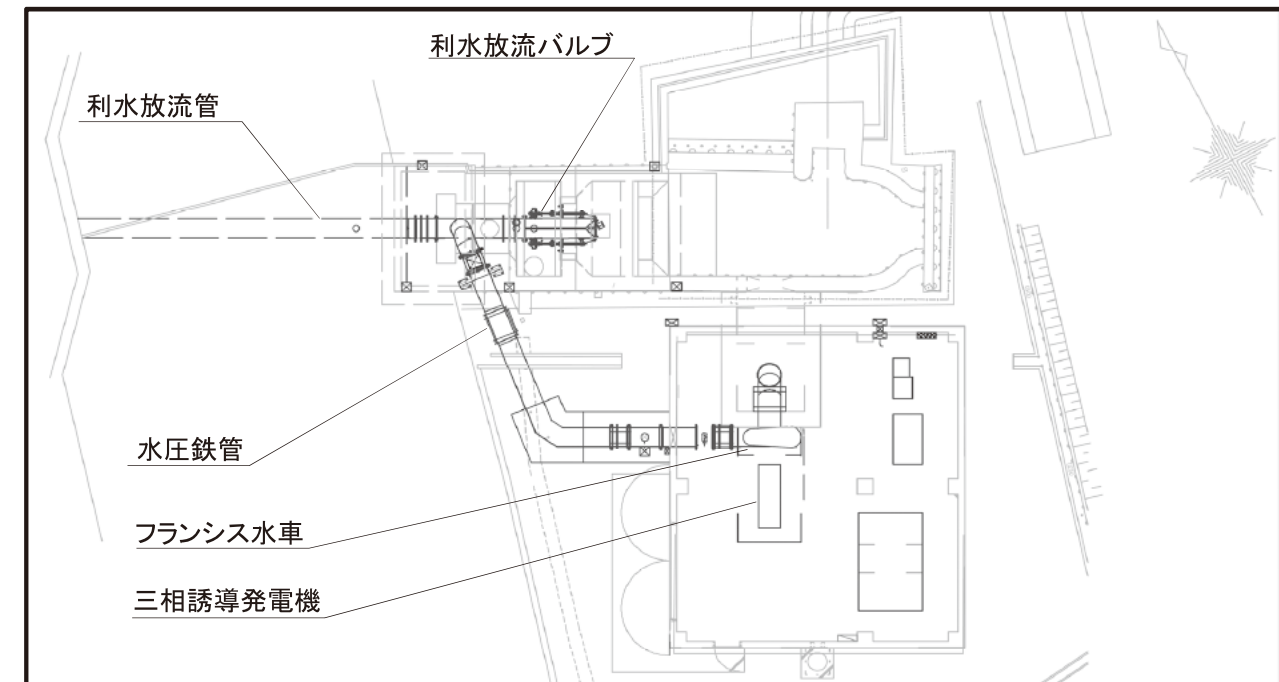 利水放流バルブ
利水放流管
水圧鉄管
フランシス水車
三相誘導発電機